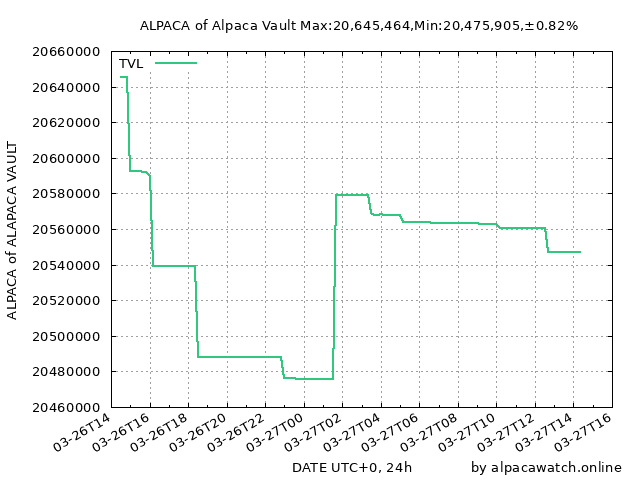 ALPACA of Alpaca Vault Max:20,645,464,Min:20,475,905,±0.82%
TVL
20660000
20640000
20620000
20600000
20580000
20560000
20540000
20520000
20500000
20480000
20460000
ALPACA of ALAPACA VAULT
03-26T14
03-26T16
03-26T18
03-26T20
03-26T22
03-27T00
03-27T02
03-27T04
03-27T06
03-27T08
03-27T10
03-27T12
03-27T14
03-27T16
DATE UTC+0, 24h
by alpacawatch.online